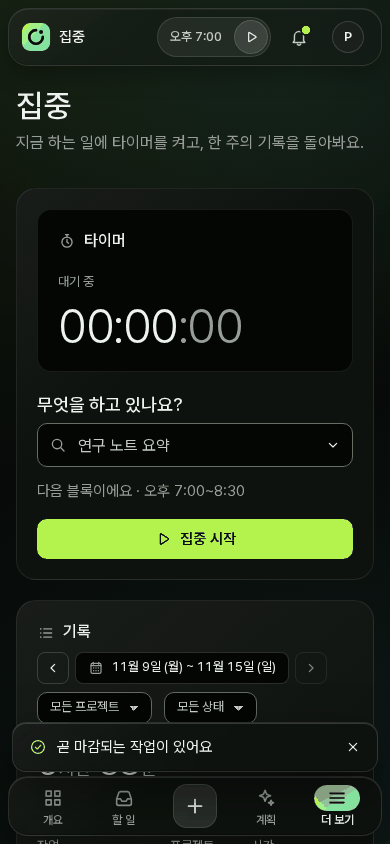 집중
오후 7:00
P
집중
지금 하는 일에 타이머를 켜고, 한 주의 기록을 돌아봐요.
타이머
대기 중
00:00:00
무엇을 하고 있나요?
연구 노트 요약
다음 블록이에요 · 오후 7:00~8:30
집중 시작
기록
11월 9일 (월) ~ 11월 15일 (일)
모든 프로젝트
모든 상태
곧 마감되는 작업이 있어요
개요
할 일
계획
더 보기